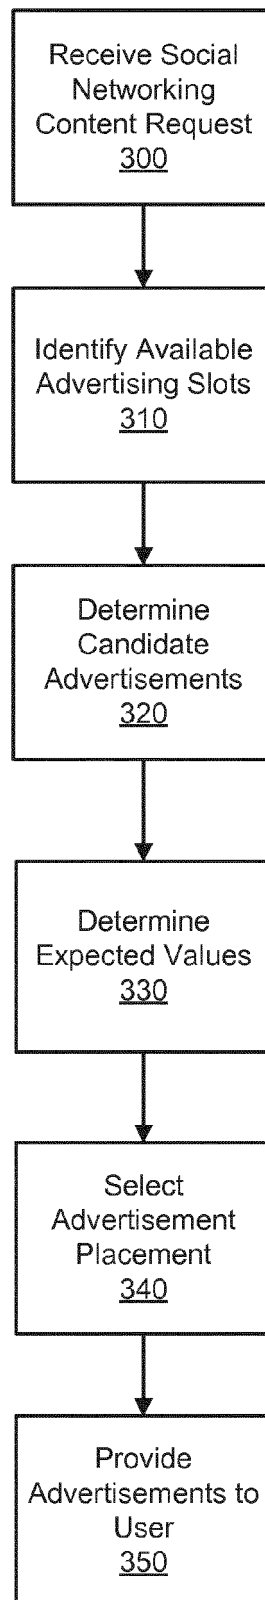 Receive Social
Networking
Content Request
300
Identify Available
Advertising Slots
310
Determine
Candidate
Advertisements
320
Determine
Expected Values
330
Select
Advertisement
Placement
340
Provide
Advertisements to
User
350